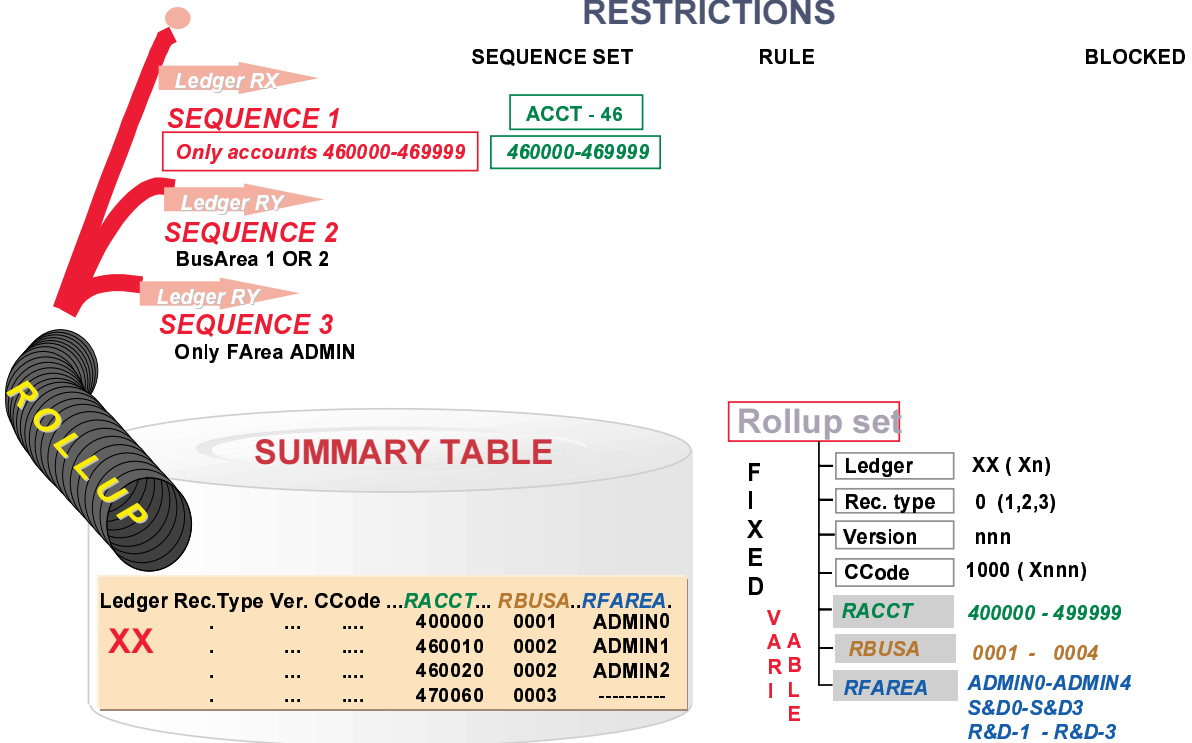 RESTRICTIONS
SEQUENCE SET RULE BLOCKED
Ledger RX
SEQUENCE 1
Only accounts 460000-469999
ACCT - 46
460000-469999
Ledger RY
SEQUENCE 2
BusArea 1 OR 2
Ledger RY
SEQUENCE 3
Only FArea ADMIN
ROLLUP
SUMMARY TABLE
Ledger Rec.Type Ver. CCode ...RACCT... RBUSA..RFAREA.
. ... .... 400000 0001 ADMIN0
XX . ... .... 460010 0002 ADMIN1
. ... .... 460020 0002 ADMIN2
. ... .... 470060 0003 ----------
Rollup set
FIXED
Ledger XX ( Xn)
Rec. type 0 (1,2,3)
Version nnn
CCode 1000 ( Xnnn)
VARIABLE
RACCT 400000 - 499999
RBUSA 0001 - 0004
RFAREA ADMIN0-ADMIN4
S&D0-S&D3
R&D-1 - R&D-3